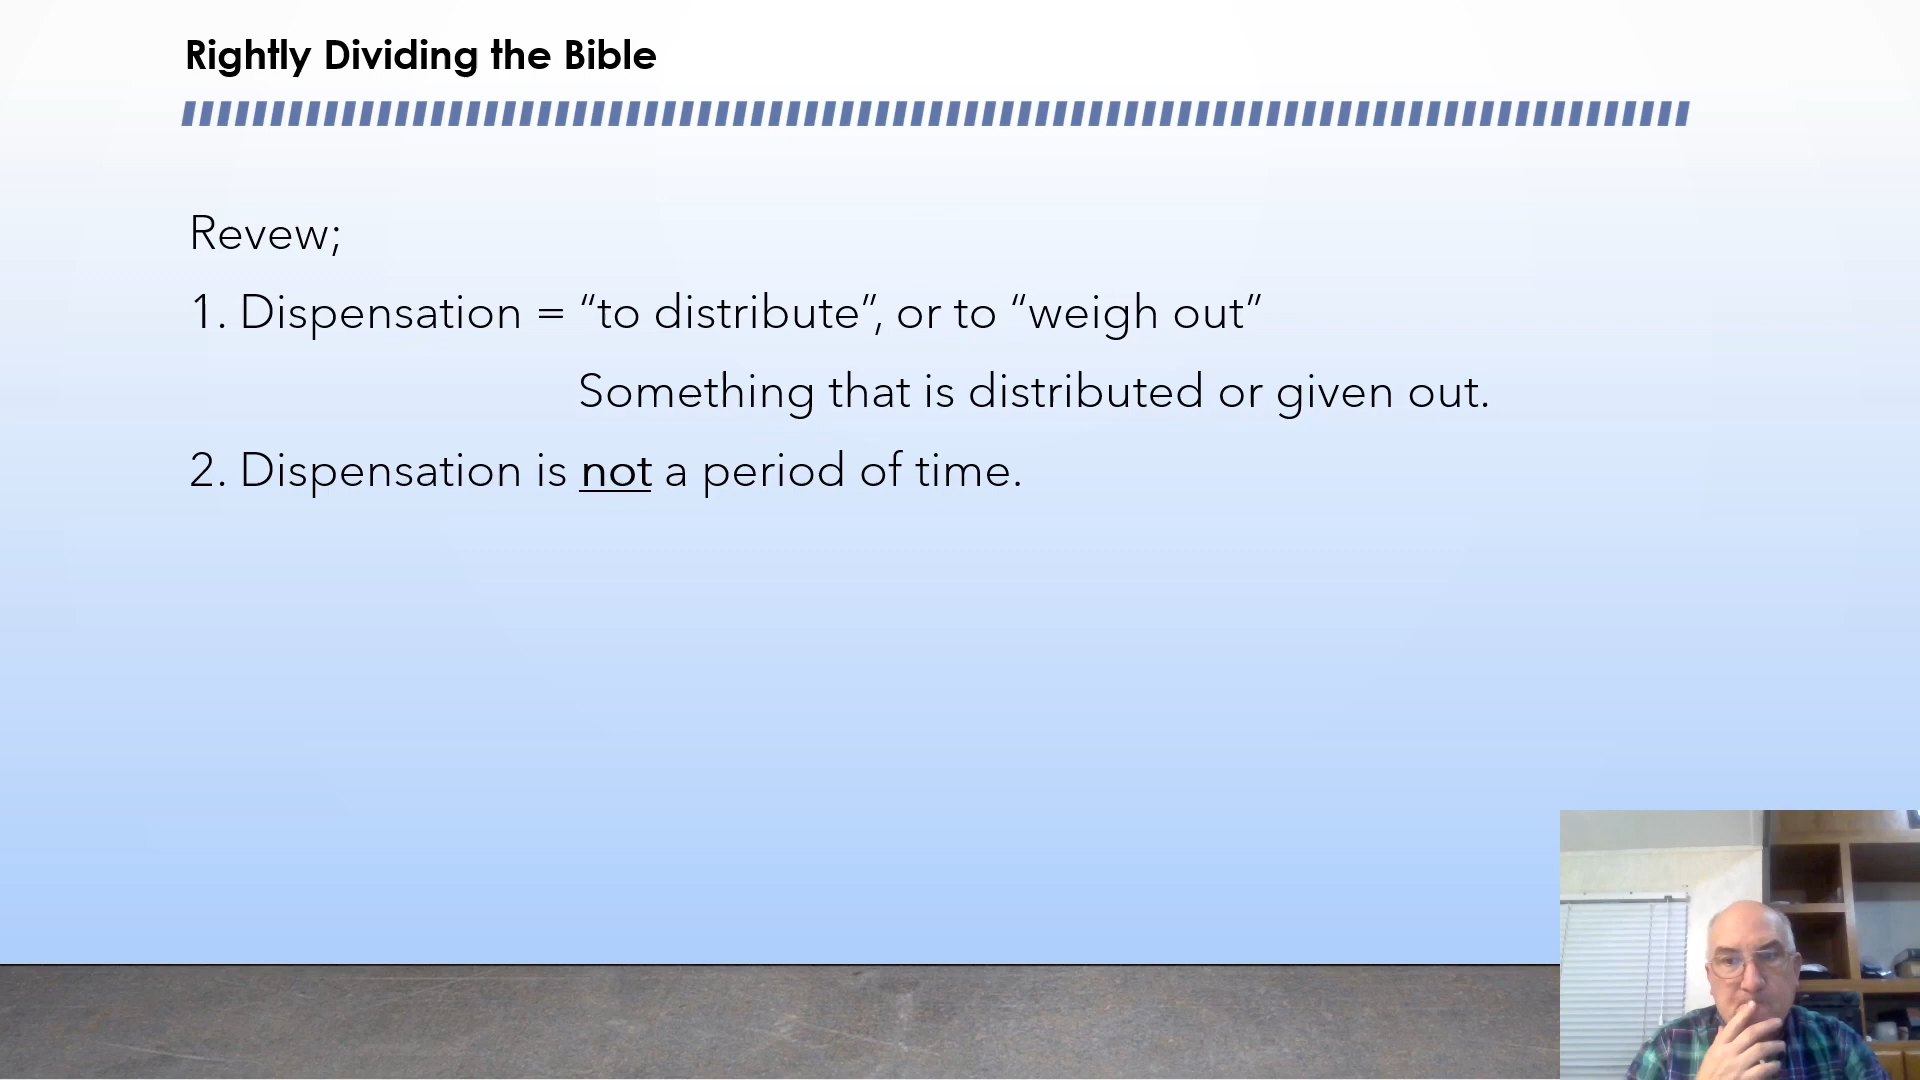 Rightly Dividing the Bible
Revew;
1. Dispensation = “to distribute”, or to “weigh out”
Something that is distributed or given out.
2. Dispensation is not a period of time.